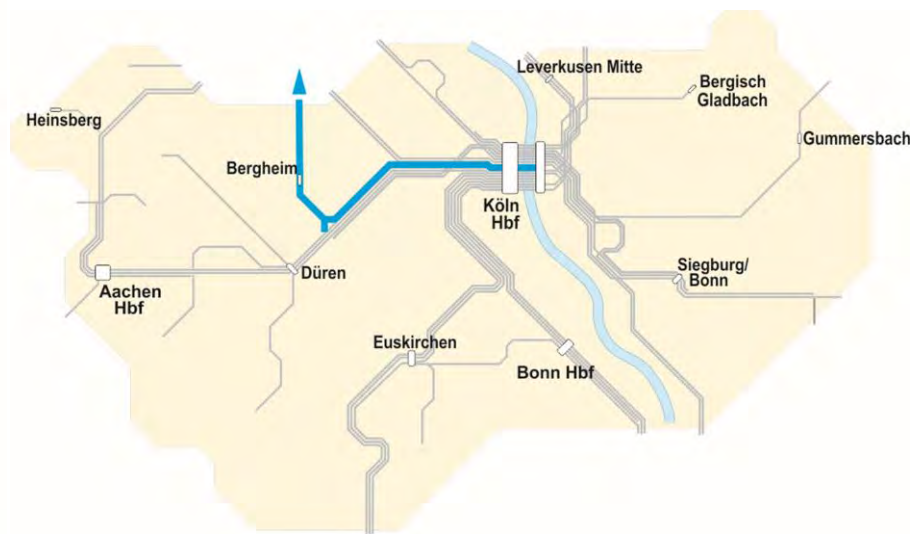 Leverkusen Mitte
Bergisch
Gladbach
Heinsberg
Gummersbach
Bergheim
Köln
Hbf
Siegburg/
Bonn
Düren
Aachen
Hbf
Euskirchen
Bonn Hbf